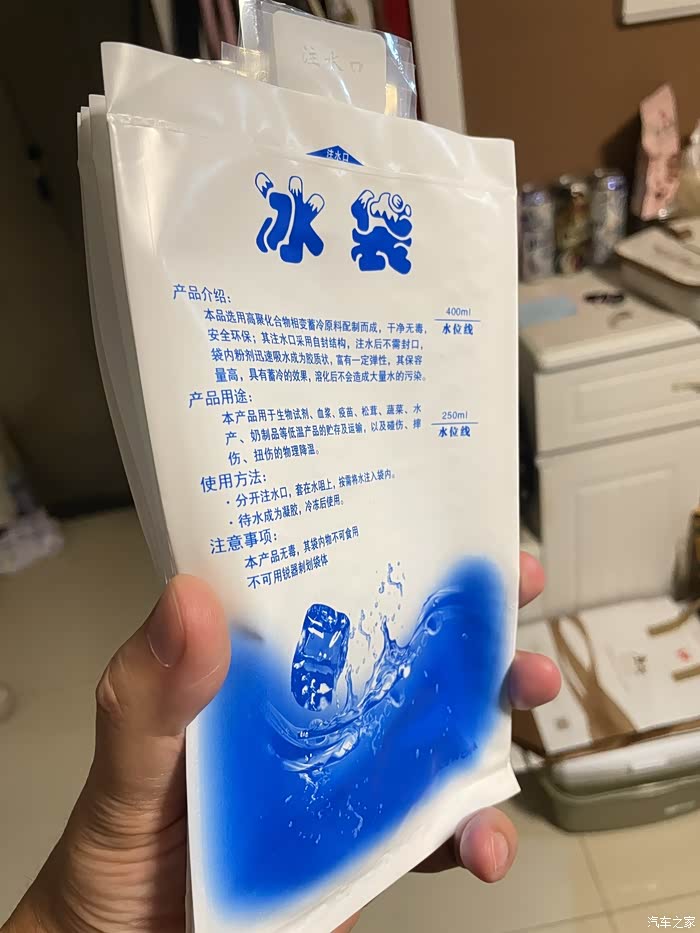 注水口
注水口
冰袋
产品介绍:
本品选用高聚化合物相变蓄冷原料配制而成，干净无毒，
安全环保；其注水口采用自封结构，注水后不需封口，
袋内粉剂迅速吸水成为胶质状，富有一定弹性，其保容
量高，具有蓄冷的效果，溶化后不会造成大量水的污染。
400ml
水位线
产品用途:
本产品用于生物试剂、血浆、疫苗、松茸、蔬菜、水
产、奶制品等低温产品的贮存及运输，以及碰伤、摔
伤、扭伤的物理降温。
250ml
水位线
使用方法:
·分开注水口，套在水咀上，按需将水注入袋内。
·待水成为凝胶，冷冻后使用。
注意事项:
本产品无毒，其袋内物不可食用
不可用锐器刺划袋体
汽车之家